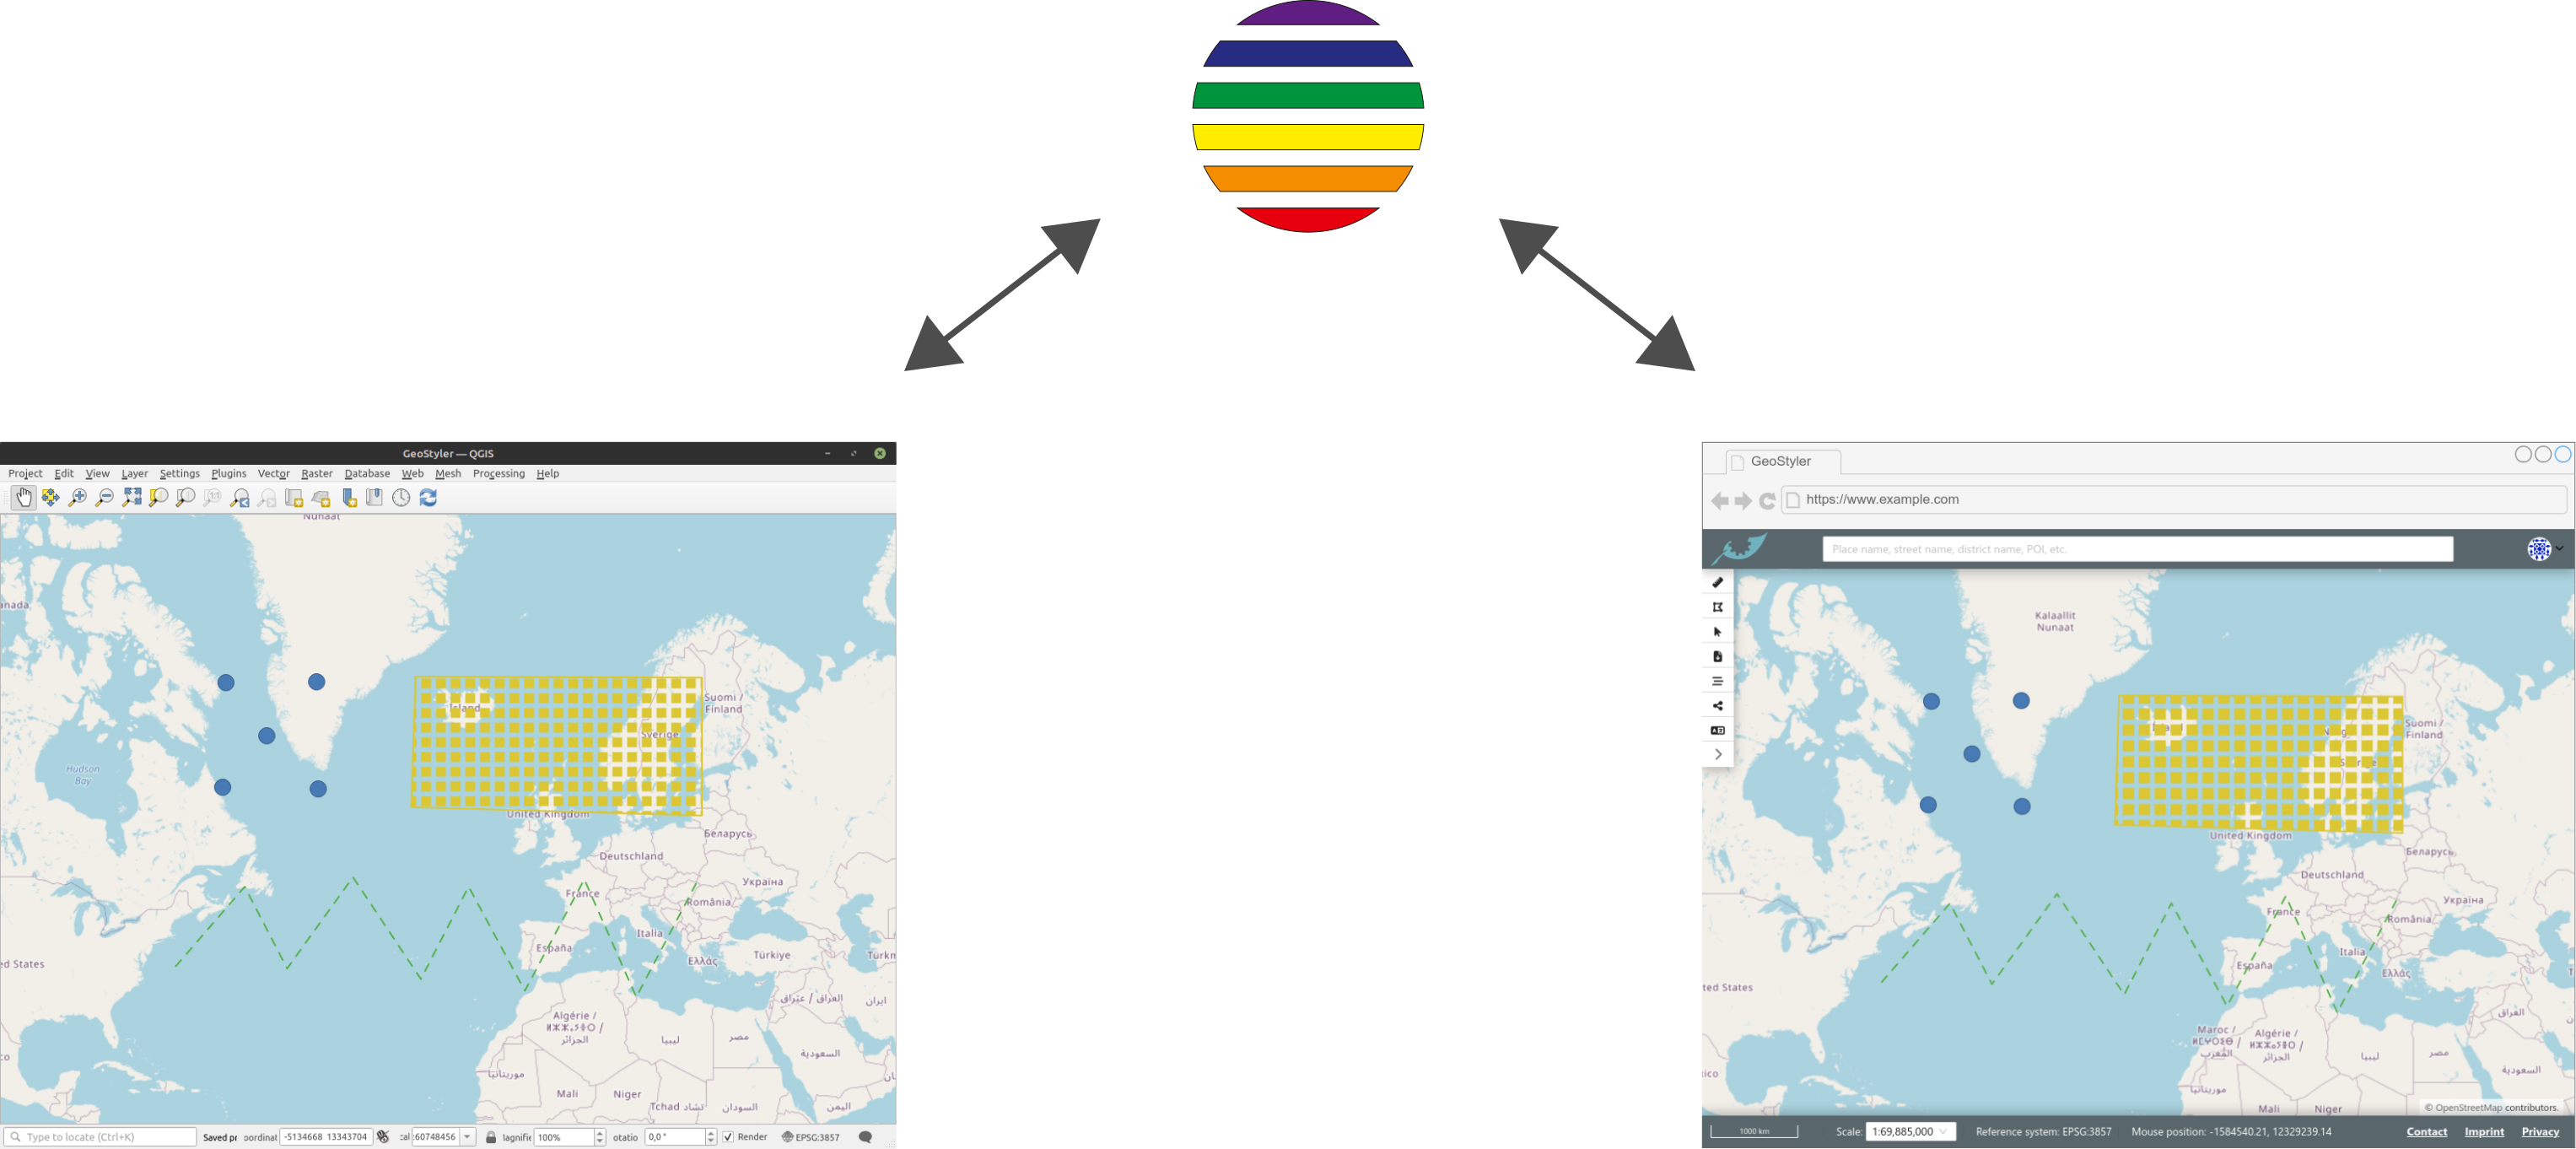 GeoStyler — QGIS
Project Edit View Layer Settings Plugins Vector Raster Database Web Mesh Processing Help
Nunaat
anada
Suomi /
Finland
Island
Sverige
Hudson
Bay
United Kingdom
Беларусь
Deutschland
Україна
France
România
Italia
España
Ελλάς
Türkiye
Türkm
ed States
العراق / عێراق
ایران
Algérie /
ⵍⵣⵣⴰⵢⴻⵔ /
الجزائر
ليبيا
مصر
السعودية
موريتانيا
Mali
Niger
Tchad تشاد
السودان
اليمن
Type to locate (Ctrl+K) Saved pr oordinat -5134668 13343704 :al :60748456 lagnifie 100% otatio 0,0 ° Render EPSG:3857
GeoStyler
https://www.example.com
Place name, street name, district name, POI, etc.
Kalaallit
Nunaat
Suomi /
Finland
United Kingdom
Беларусь
Deutschland
Україна
France
România
Italia
España
Ελλάς
ted States
العراق
Maroc /
ⵍⵎⵖⵔⵉⴱ /
المغرب
Algérie /
ⵍⵣⵣⴰⵢⴻⵔ /
الجزائر
ليبيا
مصر
السعودية
xico
موريتانيا
Mali
Niger
© OpenStreetMap contributors.
1000 km Scale: 1:69,885,000 Reference system: EPSG:3857 Mouse position: -1584540.21, 12329239.14 Contact Imprint Privacy